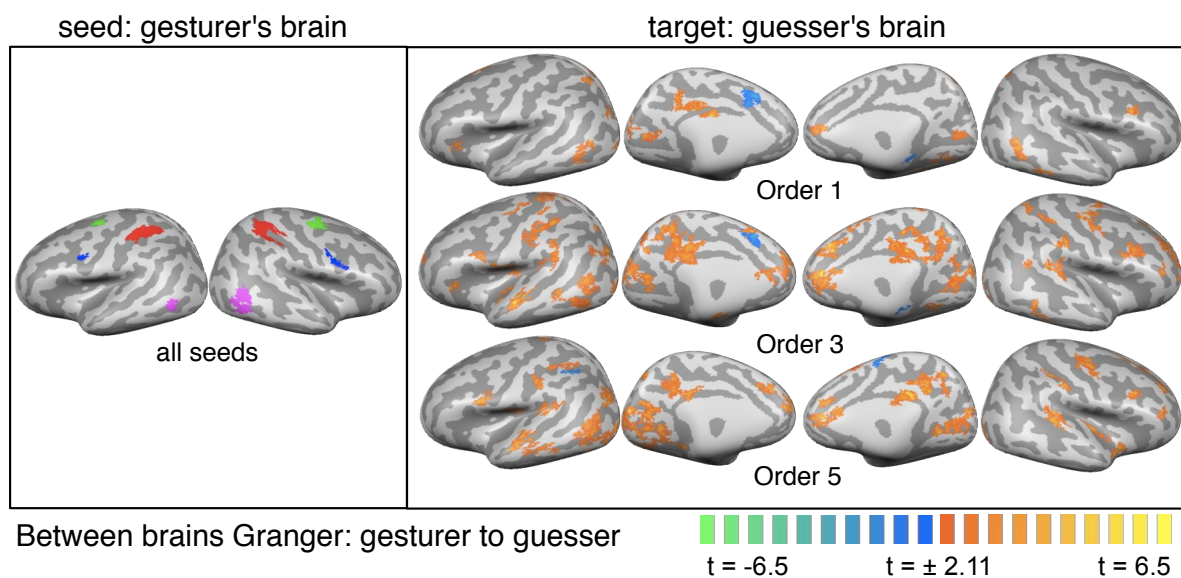 seed: gesturer's brain
target: guesser's brain
Order 1
all seeds
Order 3
Order 5
Between brains Granger: gesturer to guesser
t = -6.5
t = ± 2.11
t = 6.5